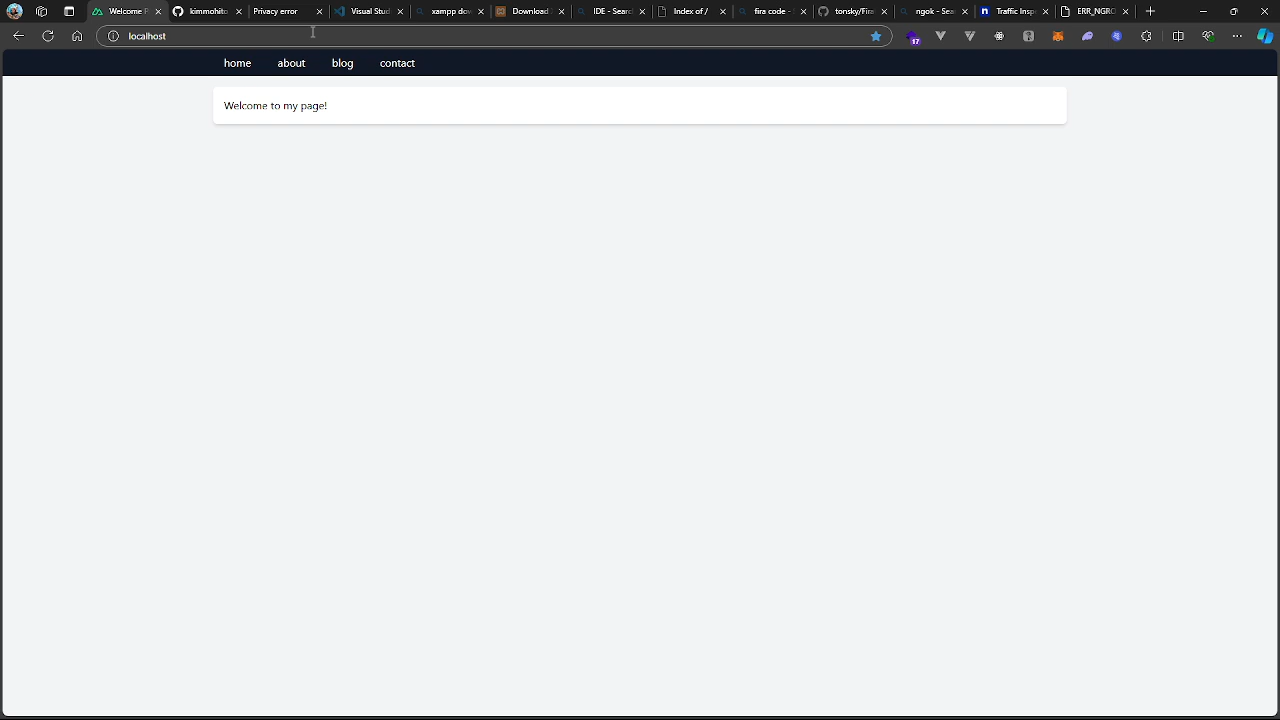 Welcome P
kimmohito
Privacy error
Visual Stud
xampp dov
Download
IDE - Searc
Index of /
fira code
tonsky/Fira
ngok - Sea
Traffic Insp
ERR_NGRO
localhost
17
home about blog contact
Welcome to my page!